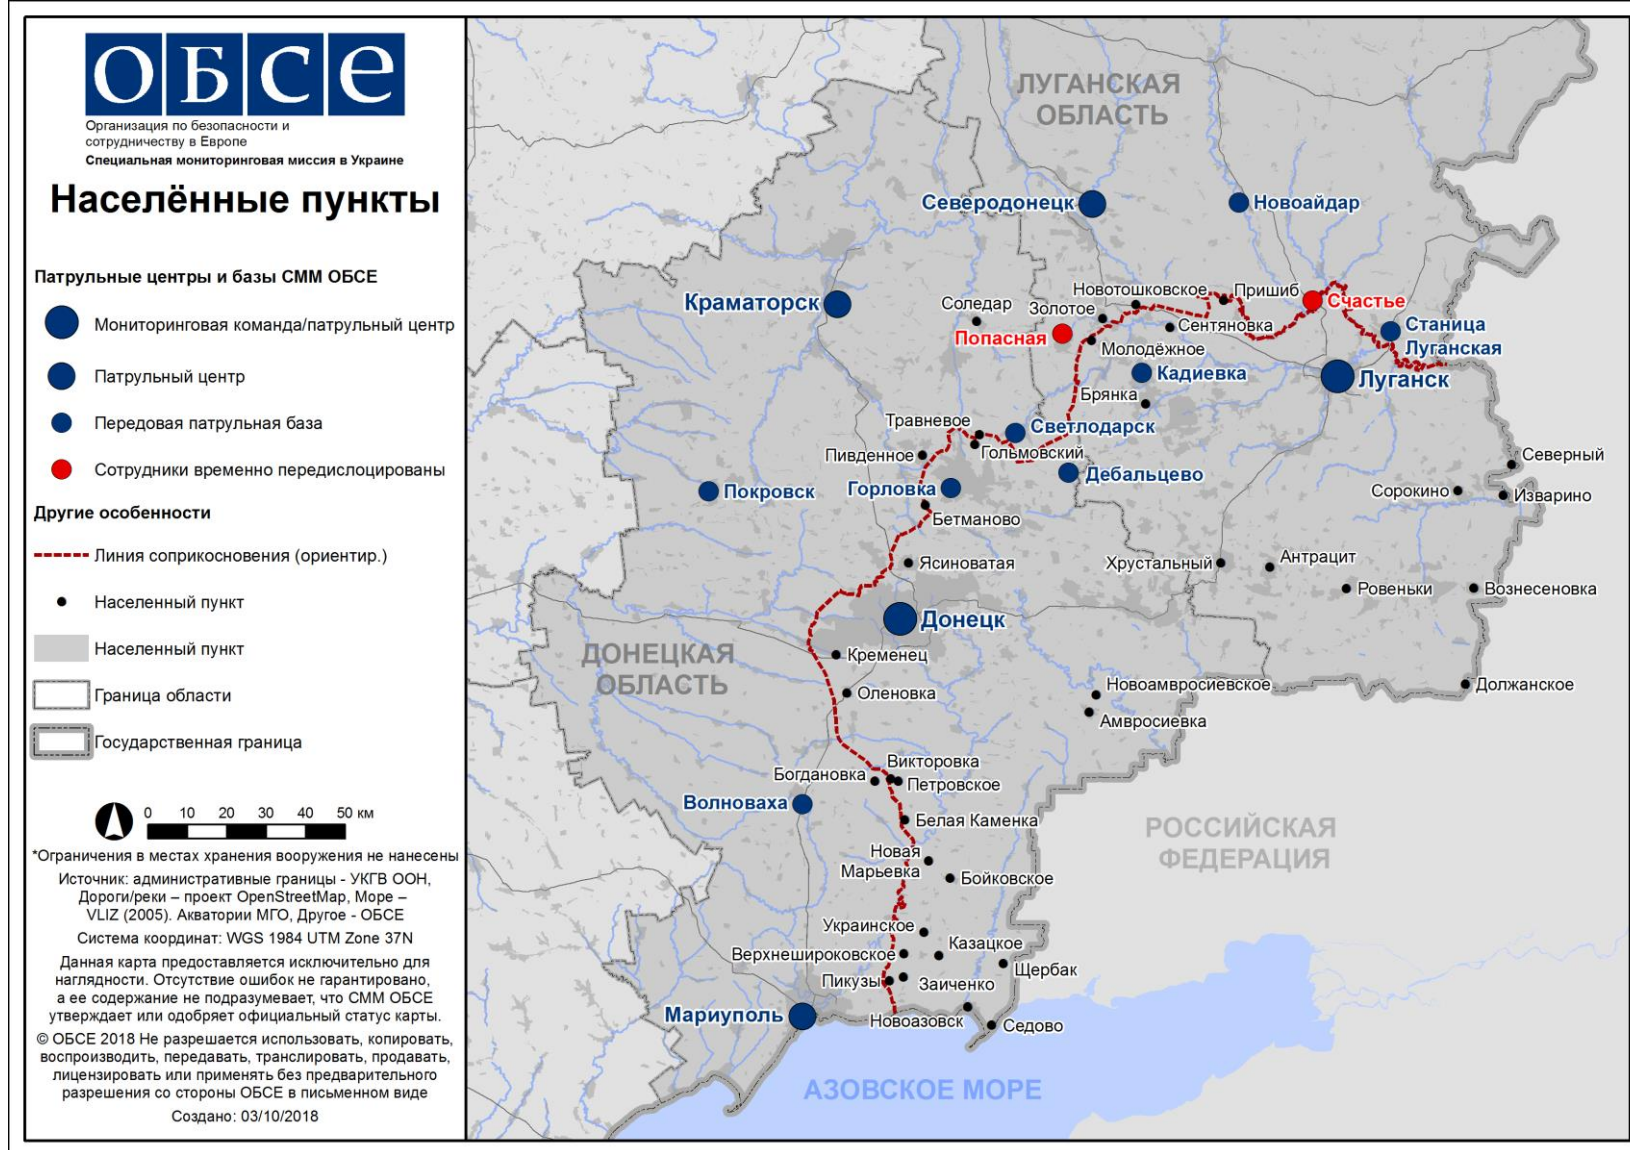 ОБСЕ
Организация по безопасности и
сотрудничеству в Европе
Специальная мониторинговая миссия в Украине
Населённые пункты
Патрульные центры и базы СММ ОБСЕ
Мониторинговая команда/патрульный центр
Патрульный центр
Передовая патрульная база
Сотрудники временно передислоцированы
Другие особенности
Линия соприкосновения (ориентир.)
Населенный пункт
Населенный пункт
Граница области
Государственная граница
0 10 20 30 40 50 км
*Ограничения в местах хранения вооружения не нанесены
Источник: административные границы - УКГВ ООН,
Дороги/реки – проект OpenStreetMap, Море –
VLIZ (2005). Акватории МГО, Другое - ОБСЕ
Система координат: WGS 1984 UTM Zone 37N
Данная карта предоставляется исключительно для
наглядности. Отсутствие ошибок не гарантировано,
а ее содержание не подразумевает, что СММ ОБСЕ
утверждает или одобряет официальный статус карты.
© ОБСЕ 2018 Не разрешается использовать, копировать,
воспроизводить, передавать, транслировать, продавать,
лицензировать или применять без предварительного
разрешения со стороны ОБСЕ в письменном виде
Создано: 03/10/2018
ЛУГАНСКАЯ
ОБЛАСТЬ
Северодонецк
Новоайдар
Краматорск
Соледар
Новотошковское
Пришиб
Счастье
Золотое
Попасная
Сентяновка
Станица
Луганская
Молодёжное
Кадиевка
Луганск
Брянка
Травневое
Светлодарск
Гольмовский
Пивденное
Северный
Дебальцево
Покровск
Горловка
Сорокино
Изварино
Бетманово
Ясиноватая
Хрустальный
Антрацит
Ровеньки
Вознесеновка
Донецк
ДОНЕЦКАЯ
ОБЛАСТЬ
Кременец
Оленовка
Новоамвросиевское
Должанское
Амвросиевка
Викторовка
Богдановка
Петровское
Волноваха
Белая Каменка
РОССИЙСКАЯ
ФЕДЕРАЦИЯ
Новая
Марьевка
Бойковское
Украинское
Казацкое
Верхнешироковское
Щербак
Пикузы
Заиченко
Мариуполь
Новоазовск
Седово
АЗОВСКОЕ МОРЕ